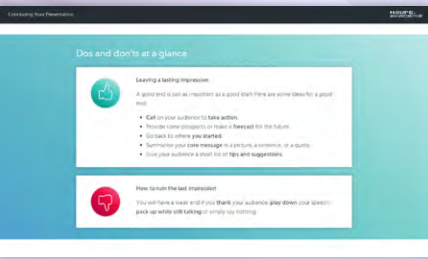 Concluding Your Presentation
Dos and don'ts at a glance
Leaving a lasting impression
A good end is just as important as a good start. Here are some ideas for a good
end:
Call on your audience to take action.
Provide some prospects or make a forecast for the future.
Go back to where you started.
Summarise your core message in a picture, a sentence, or a quote.
Give your audience a short list of tips and suggestions.
How to ruin the last impression
You will have a weak end if you thank your audience, play down your speech,
pack up while still talking or simply say nothing.